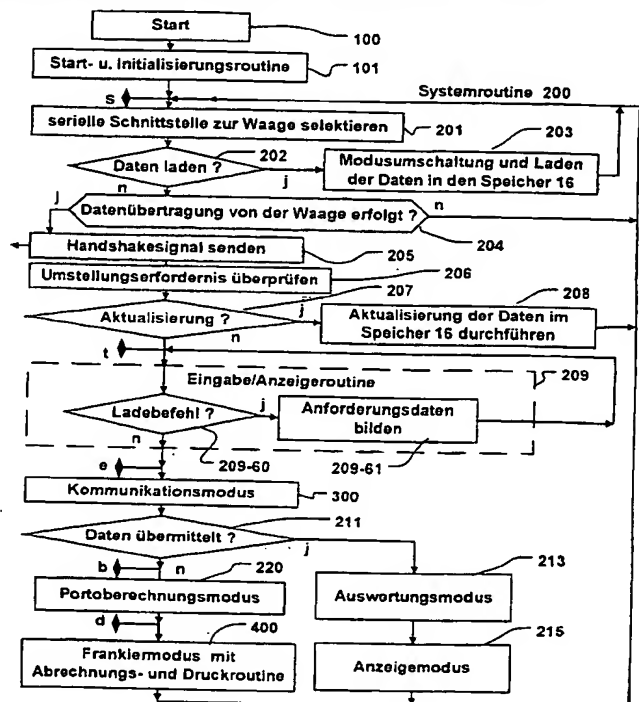 Start
100
Start- u. Initialisierungsroutine
101
s
Systemroutine 200
serielle Schnittstelle zur Waage selektieren
201
203
202
Daten laden ?
j
n
Modusumschaltung und Laden
der Daten in den Speicher 16
j
Datenübertragung von der Waage erfolgt ?
n
204
Handshakesignal senden
205
Umstellungserfordernis überprüfen
206
207
208
Aktualisierung ?
j
n
Aktualisierung der Daten im
Speicher 16 durchführen
t
Eingabe/Anzeigeroutine
209
Ladebefehl ?
j
n
Anforderungsdaten
bilden
209-60
209-61
e
Kommunikationsmodus
300
211
Daten übermittelt ?
j
n
b
220
213
Portoberechnungsmodus
Auswortungsmodus
d
400
215
Frankiermodus mit
Abrechnungs- und Druckroutine
Anzeigemodus